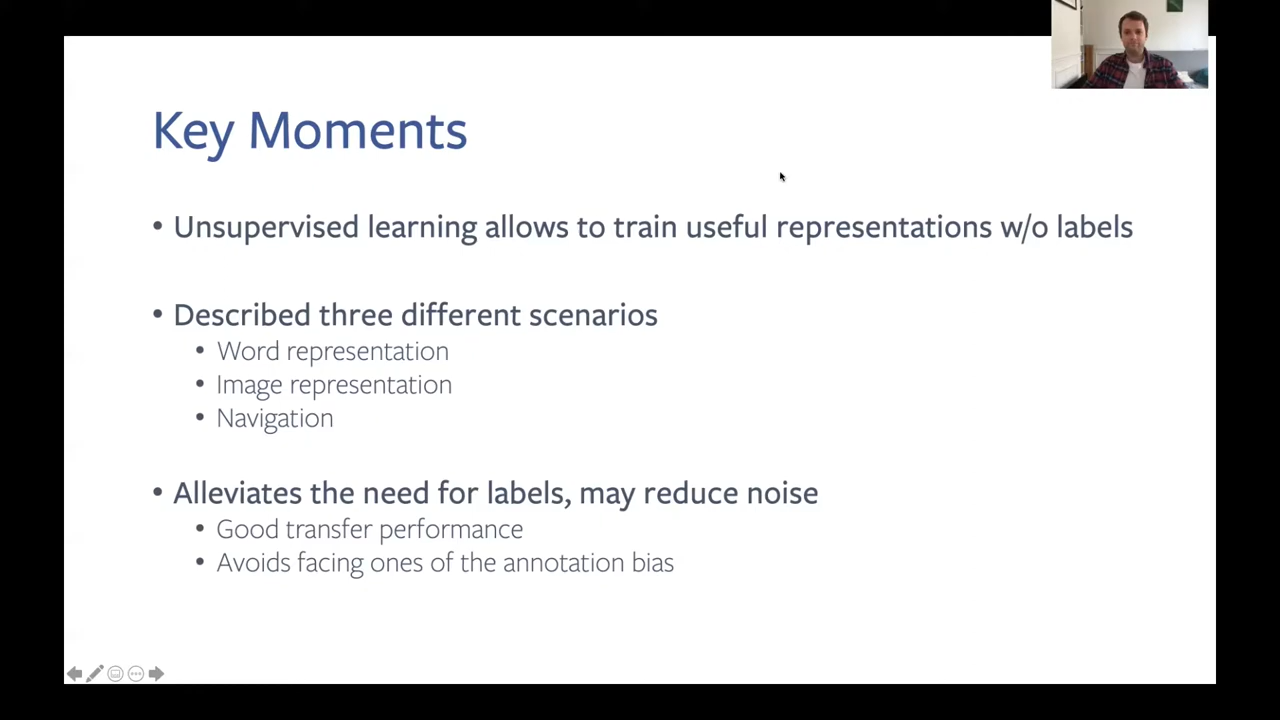 Key Moments
• Unsupervised learning allows to train useful representations w/o labels
• Described three different scenarios
• Word representation
• Image representation
• Navigation
• Alleviates the need for labels, may reduce noise
• Good transfer performance
• Avoids facing ones of the annotation bias